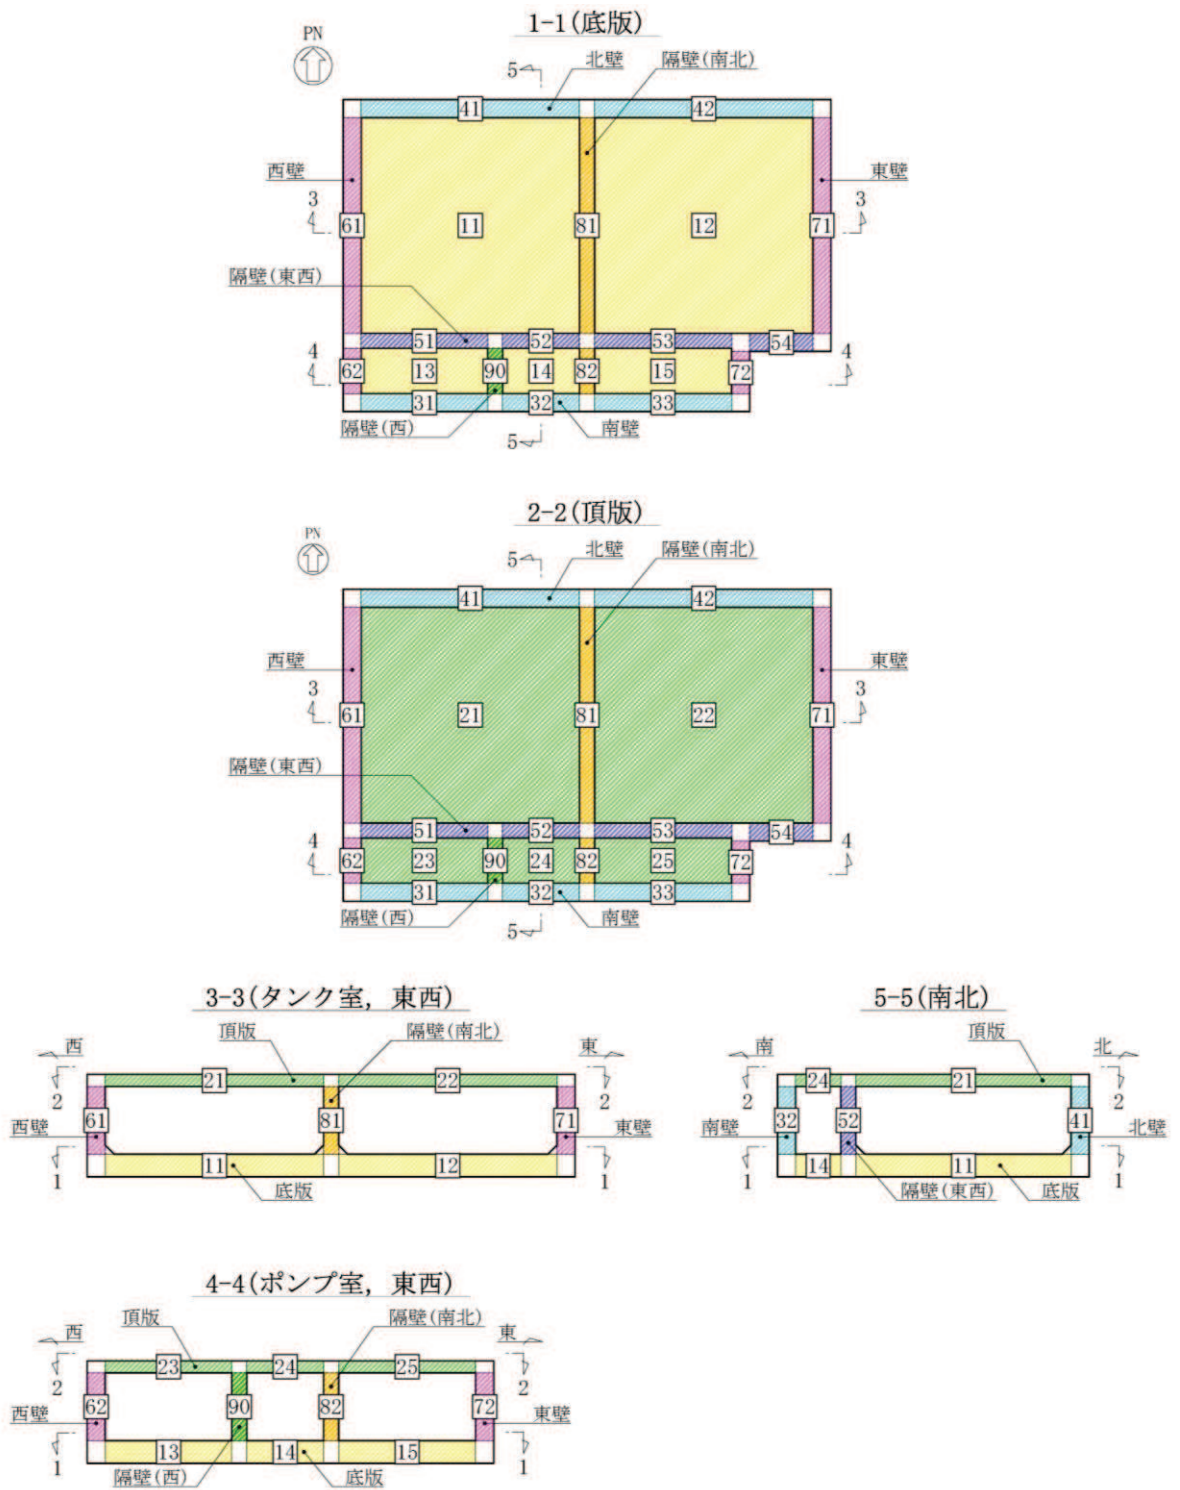 1-1(底版)
PN
5
北壁
隔壁(南北)
41
42
西壁
東壁
3
3
61
11
81
12
71
隔壁(東西)
51
52
53
54
4
4
62
13
90
14
82
15
72
31
32
33
隔壁(西)
5
南壁
2-2(頂版)
PN
5
北壁
隔壁(南北)
41
42
西壁
東壁
3
3
61
21
81
22
71
隔壁(東西)
51
52
53
54
4
4
62
23
90
24
82
25
72
31
32
33
隔壁(西)
5
南壁
3-3(タンク室, 東西)
頂版
隔壁(南北)
西
東
21
22
2
2
61
81
71
西壁
東壁
11
12
1
1
底版
5-5(南北)
頂版
南
北
24
21
2
2
32
52
41
南壁
北壁
14
11
1
1
隔壁(東西)
底版
4-4(ポンプ室, 東西)
頂版
隔壁(南北)
西
東
23
24
25
2
2
62
90
82
72
西壁
東壁
13
14
15
1
1
隔壁(西)
底版